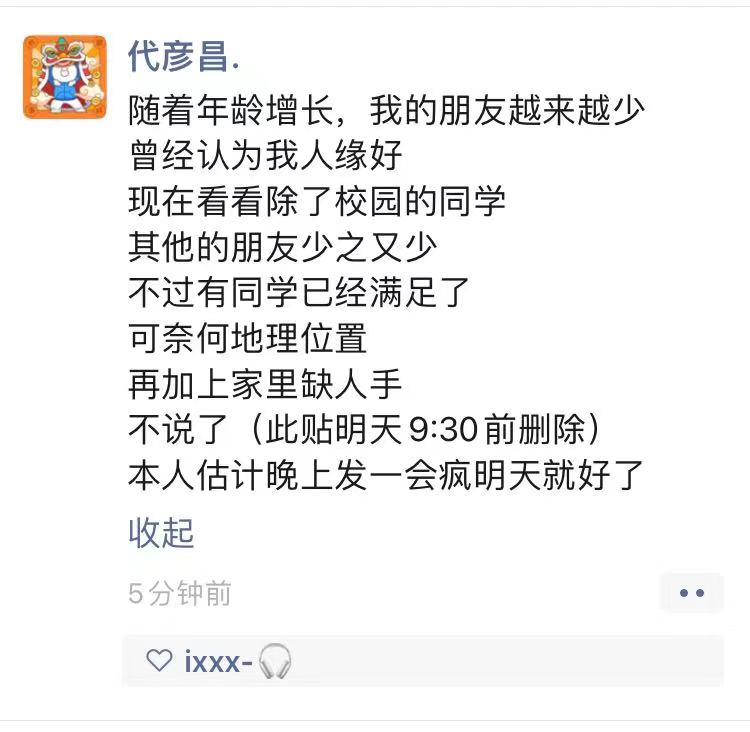 代彦昌.
随着年龄增长，我的朋友越来越少
曾经认为我人缘好
现在看看除了校园的同学
其他的朋友少之又少
不过有同学已经满足了
可奈何地理位置
再加上家里缺人手
不说了（此贴明天9:30前删除）
本人估计晚上发一会疯明天就好了
收起
5分钟前
ixxx-🎧